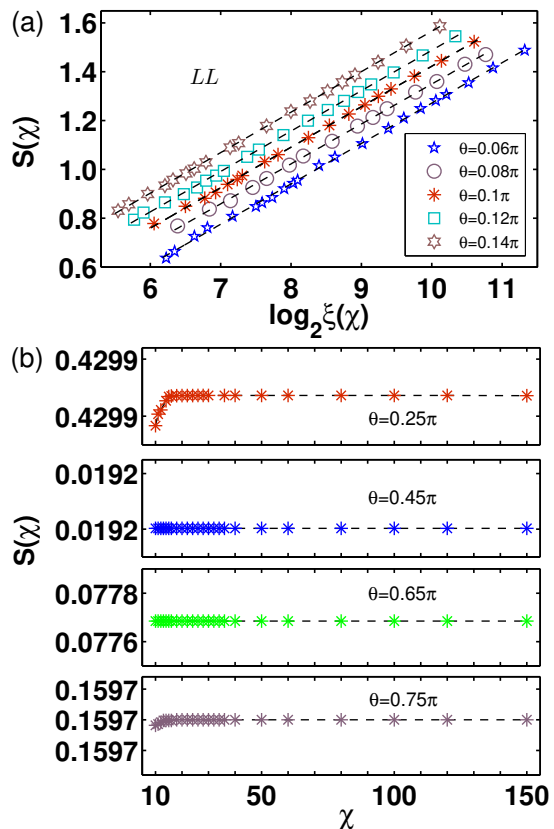 (a)
1.6
1.4
1.2
1.0
0.8
0.6
S(χ)
LL
θ=0.06π
θ=0.08π
θ=0.1π
θ=0.12π
θ=0.14π
6 7 8 9 10 11
log₂ξ(χ)
(b)
0.4299
0.4299
θ=0.25π
0.0192
0.0192
θ=0.45π
S(χ)
0.0778
0.0776
θ=0.65π
0.1597
0.1597
0.1597
θ=0.75π
10 50 100 150
χ